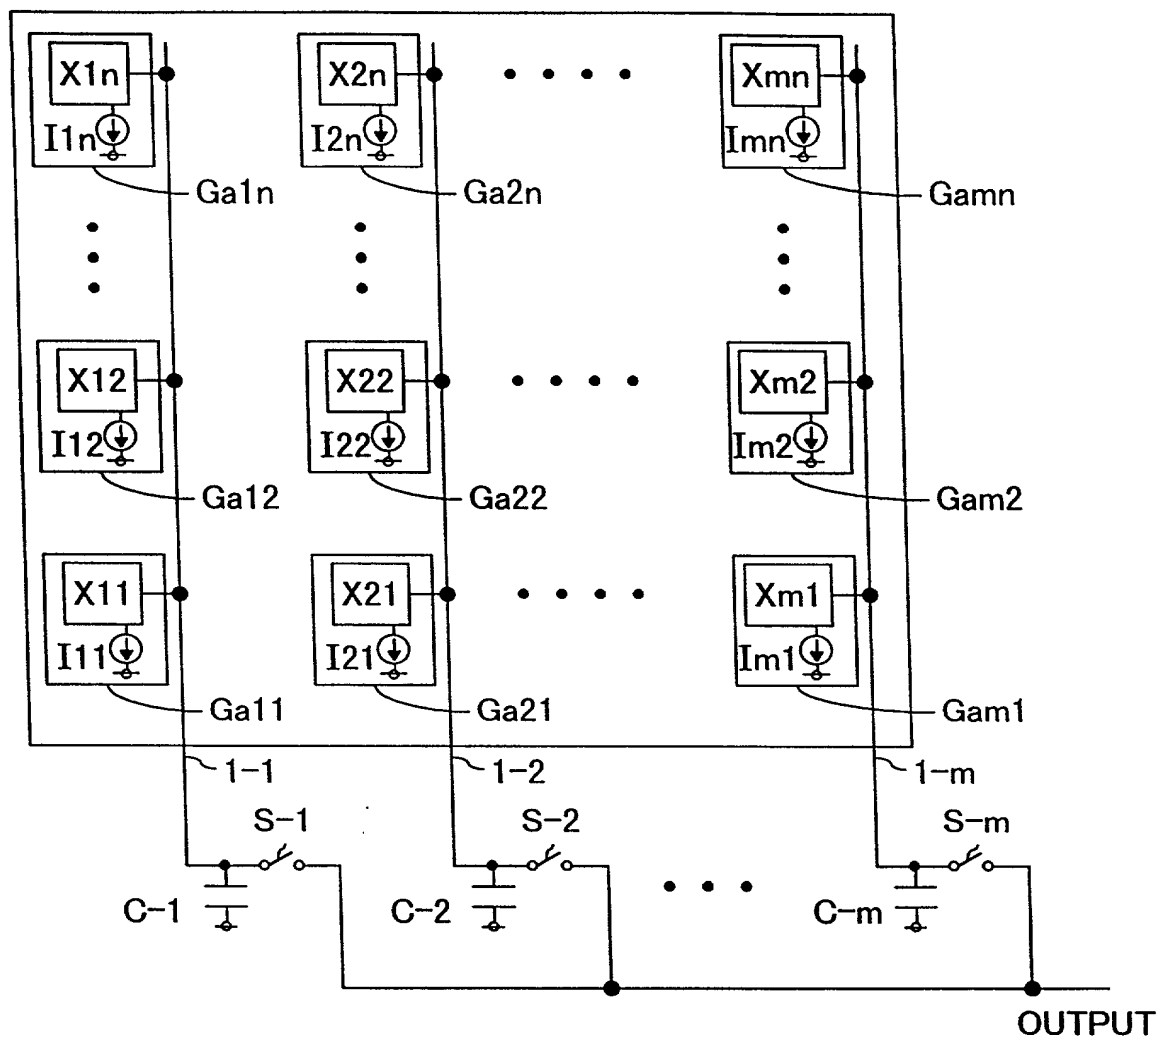 X1n X2n Xmn
I1n I2n Imn
Ga1n Ga2n Gamn
X12 X22 Xm2
I12 I22 Im2
Ga12 Ga22 Gam2
X11 X21 Xm1
I11 I21 Im1
Ga11 Ga21 Gam1
1-1 1-2 1-m
S-1 S-2 S-m
C-1 C-2 C-m
OUTPUT